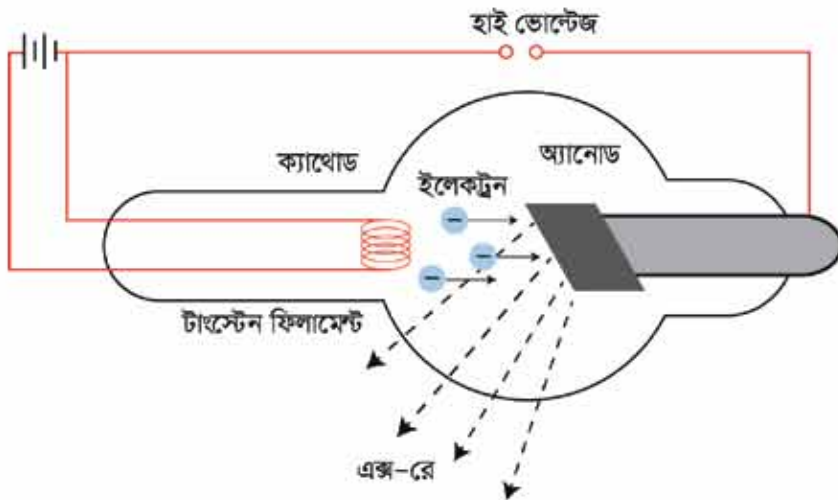 হাই ভোল্টেজ
ক্যাথোড
অ্যানোড
ইলেকট্রন
টাংস্টেন ফিলামেন্ট
এক্স-রে